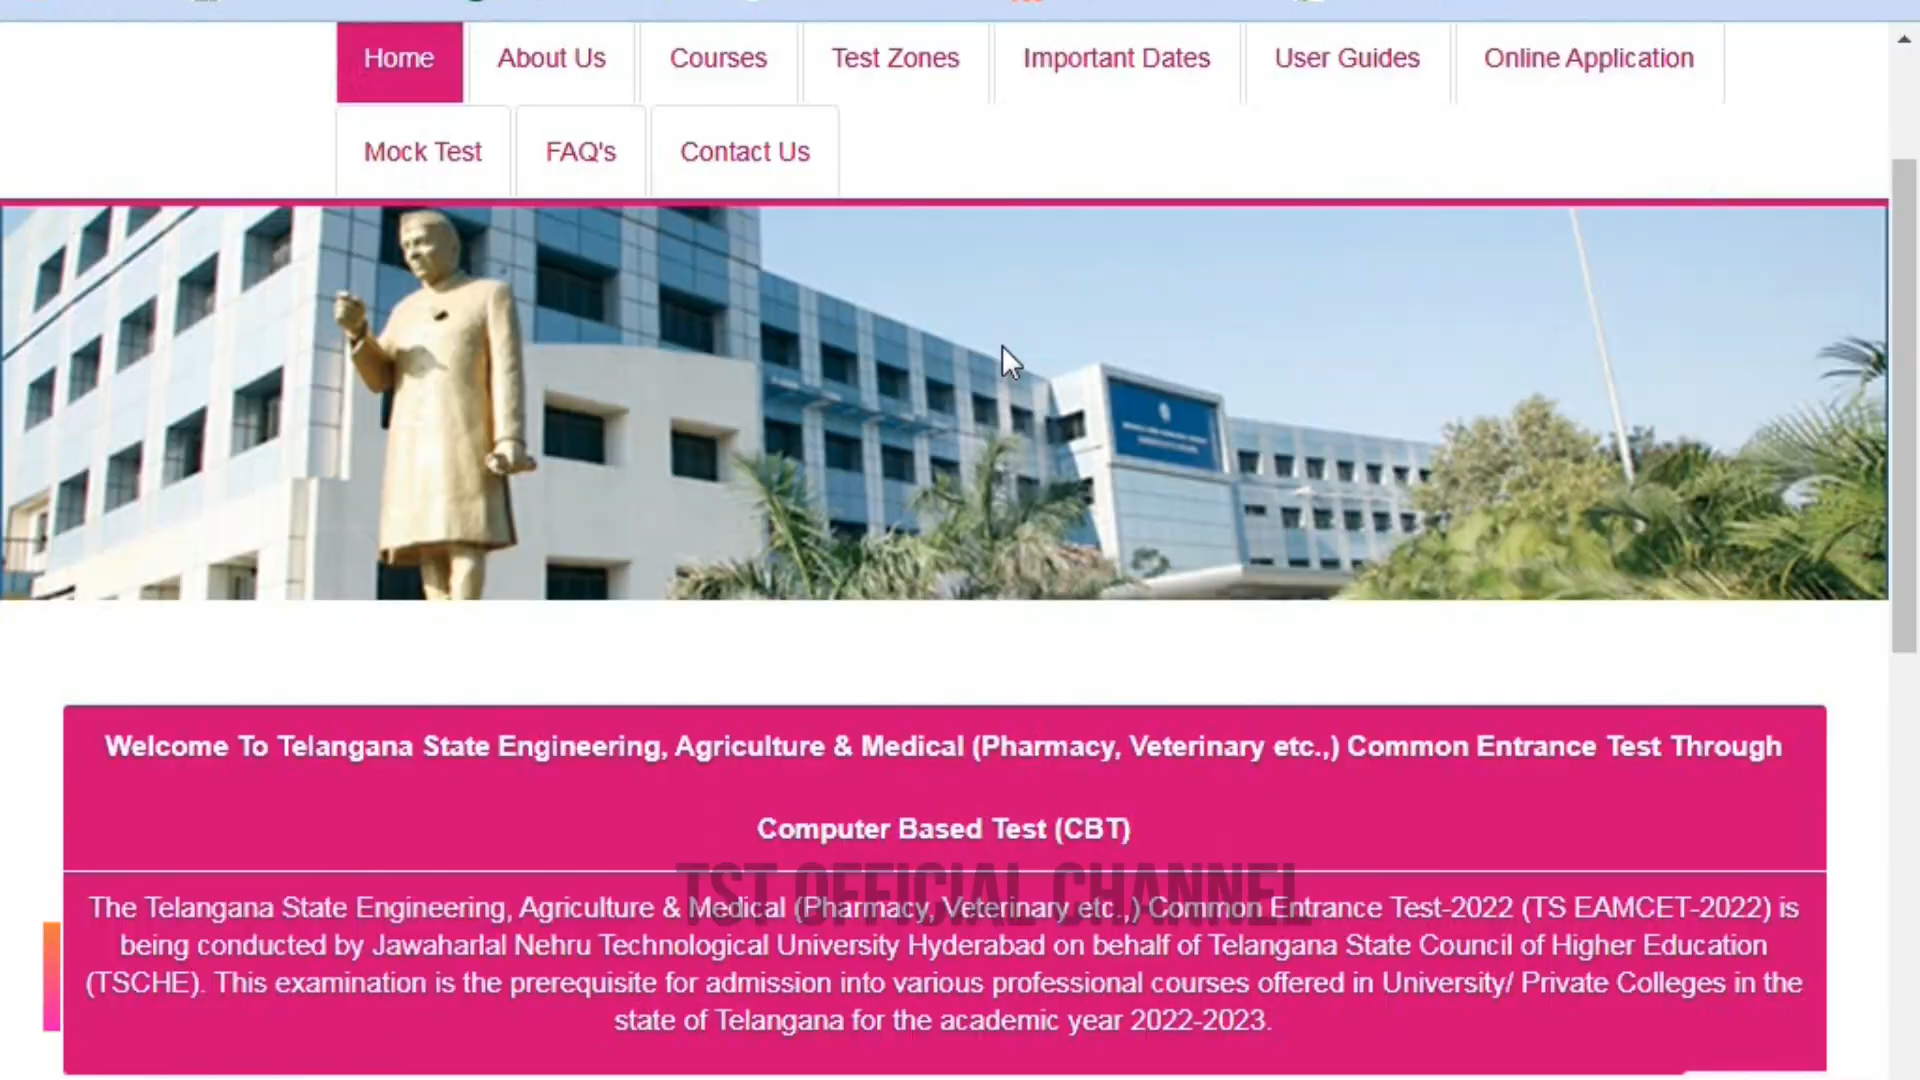 Home About Us Courses Test Zones Important Dates User Guides Online Application
Mock Test FAQ's Contact Us
Welcome To Telangana State Engineering, Agriculture & Medical (Pharmacy, Veterinary etc.,) Common Entrance Test Through
Computer Based Test (CBT)
TST OFFICIAL CHANNEL
The Telangana State Engineering, Agriculture & Medical (Pharmacy, Veterinary etc.,) Common Entrance Test-2022 (TS EAMCET-2022) is
being conducted by Jawaharlal Nehru Technological University Hyderabad on behalf of Telangana State Council of Higher Education
(TSCHE). This examination is the prerequisite for admission into various professional courses offered in University/ Private Colleges in the
state of Telangana for the academic year 2022-2023.